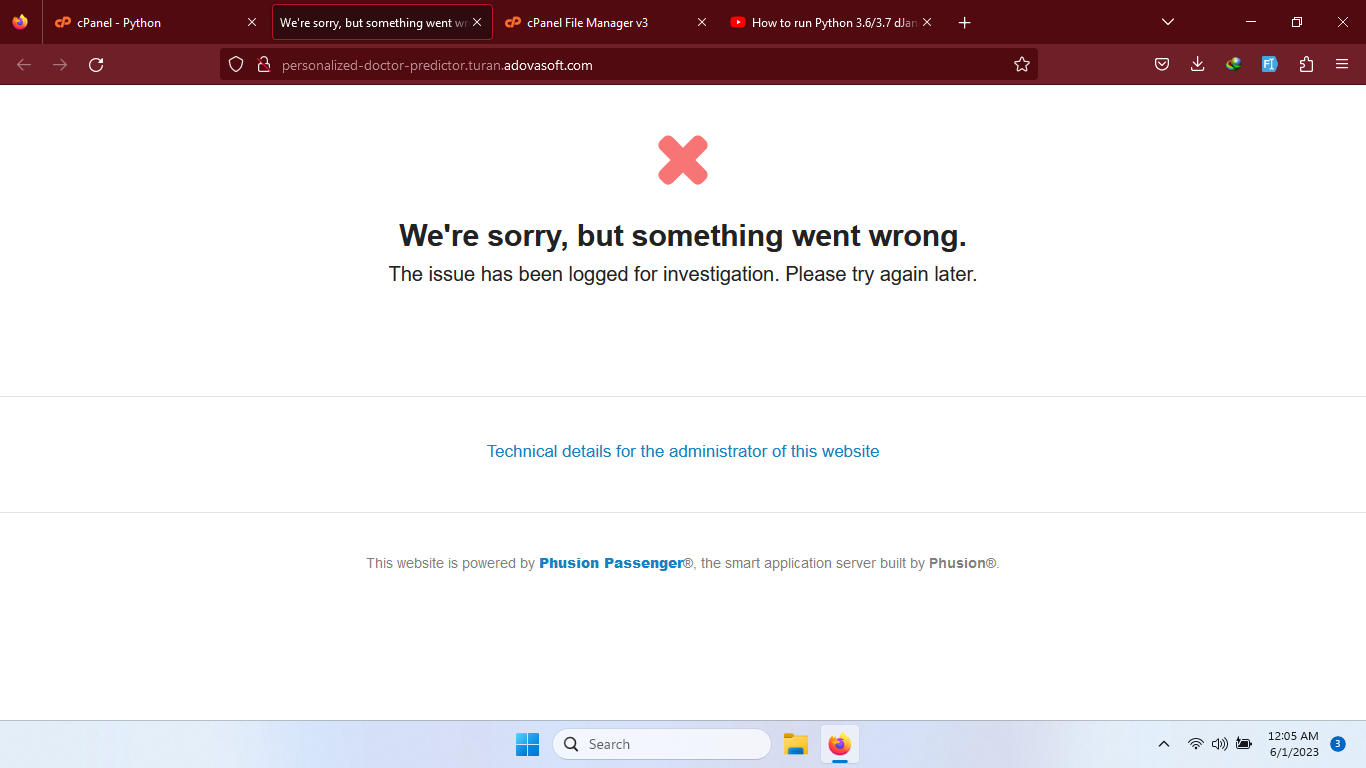 cPanel - Python
We're sorry, but something went wr
cPanel File Manager v3
How to run Python 3.6/3.7 dJan
personalized-doctor-predictor.turan.adovasoft.com
We're sorry, but something went wrong.
The issue has been logged for investigation. Please try again later.
Technical details for the administrator of this website
This website is powered by Phusion Passenger®, the smart application server built by Phusion®.
Search
12:05 AM
6/1/2023
3